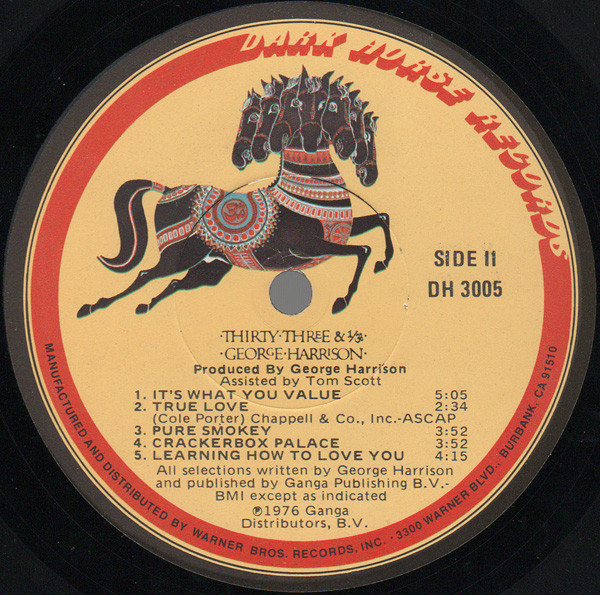 DARK HORSE RECORDS
SIDE II
DH 3005
·THIRTY·THREE & 1/3·
·GEORGE·HARRISON·
Produced By George Harrison
Assisted by Tom Scott
1. IT'S WHAT YOU VALUE 5:05
2. TRUE LOVE 2:34
(Cole Porter) Chappell & Co., Inc.-ASCAP
3. PURE SMOKEY 3:52
4. CRACKERBOX PALACE 3:52
5. LEARNING HOW TO LOVE YOU 4:15
All selections written by George Harrison
and published by Ganga Publishing B.V.-
BMI except as indicated
℗1976 Ganga
Distributors, B.V.
MANUFACTURED AND DISTRIBUTED BY WARNER BROS. RECORDS, INC. · 3300 WARNER BLVD., BURBANK, CA 91510